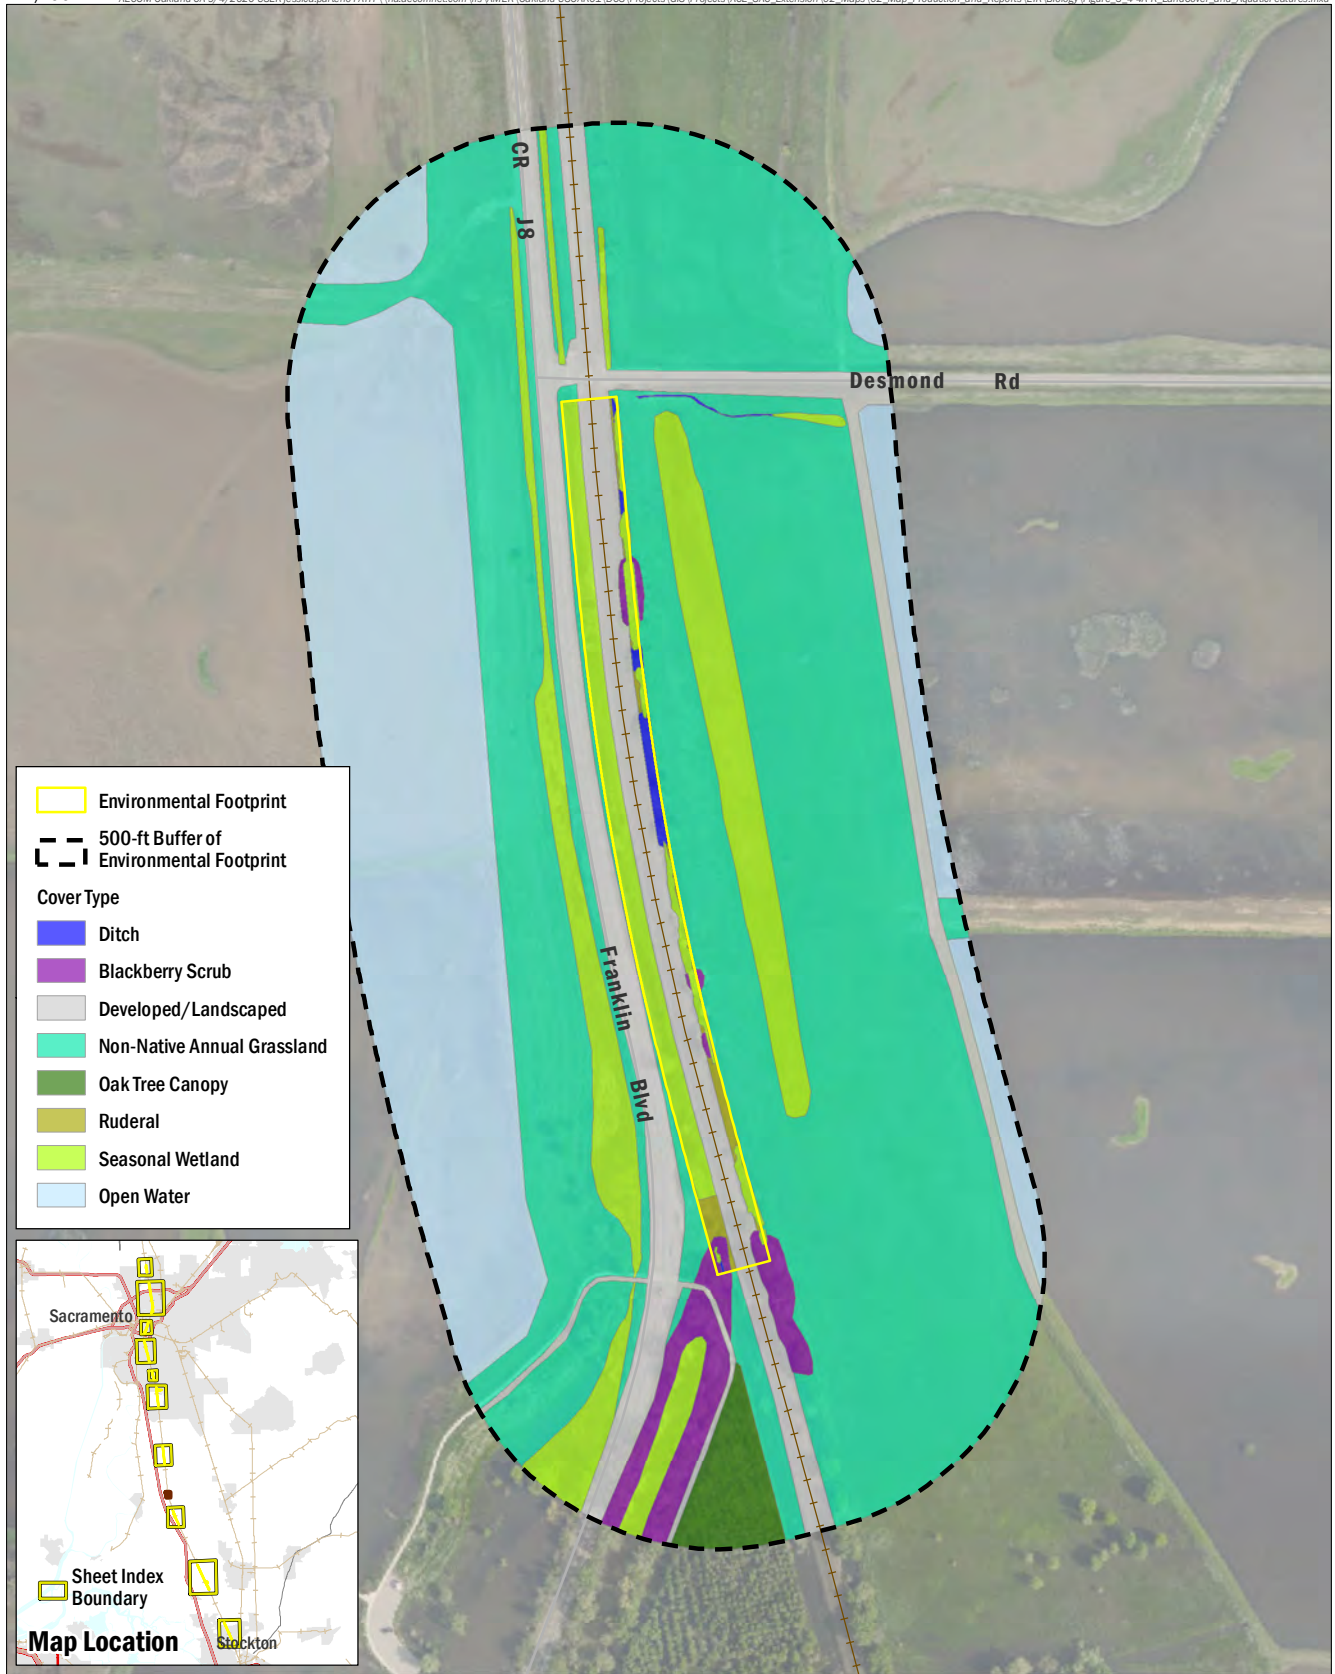 CR
J8
Desmond Rd
Franklin
Blvd
Environmental Footprint
500-ft Buffer of
Environmental Footprint
Cover Type
Ditch
Blackberry Scrub
Developed/Landscaped
Non-Native Annual Grassland
Oak Tree Canopy
Ruderal
Seasonal Wetland
Open Water
Sacramento
Sheet Index
Boundary
Map Location
Stockton